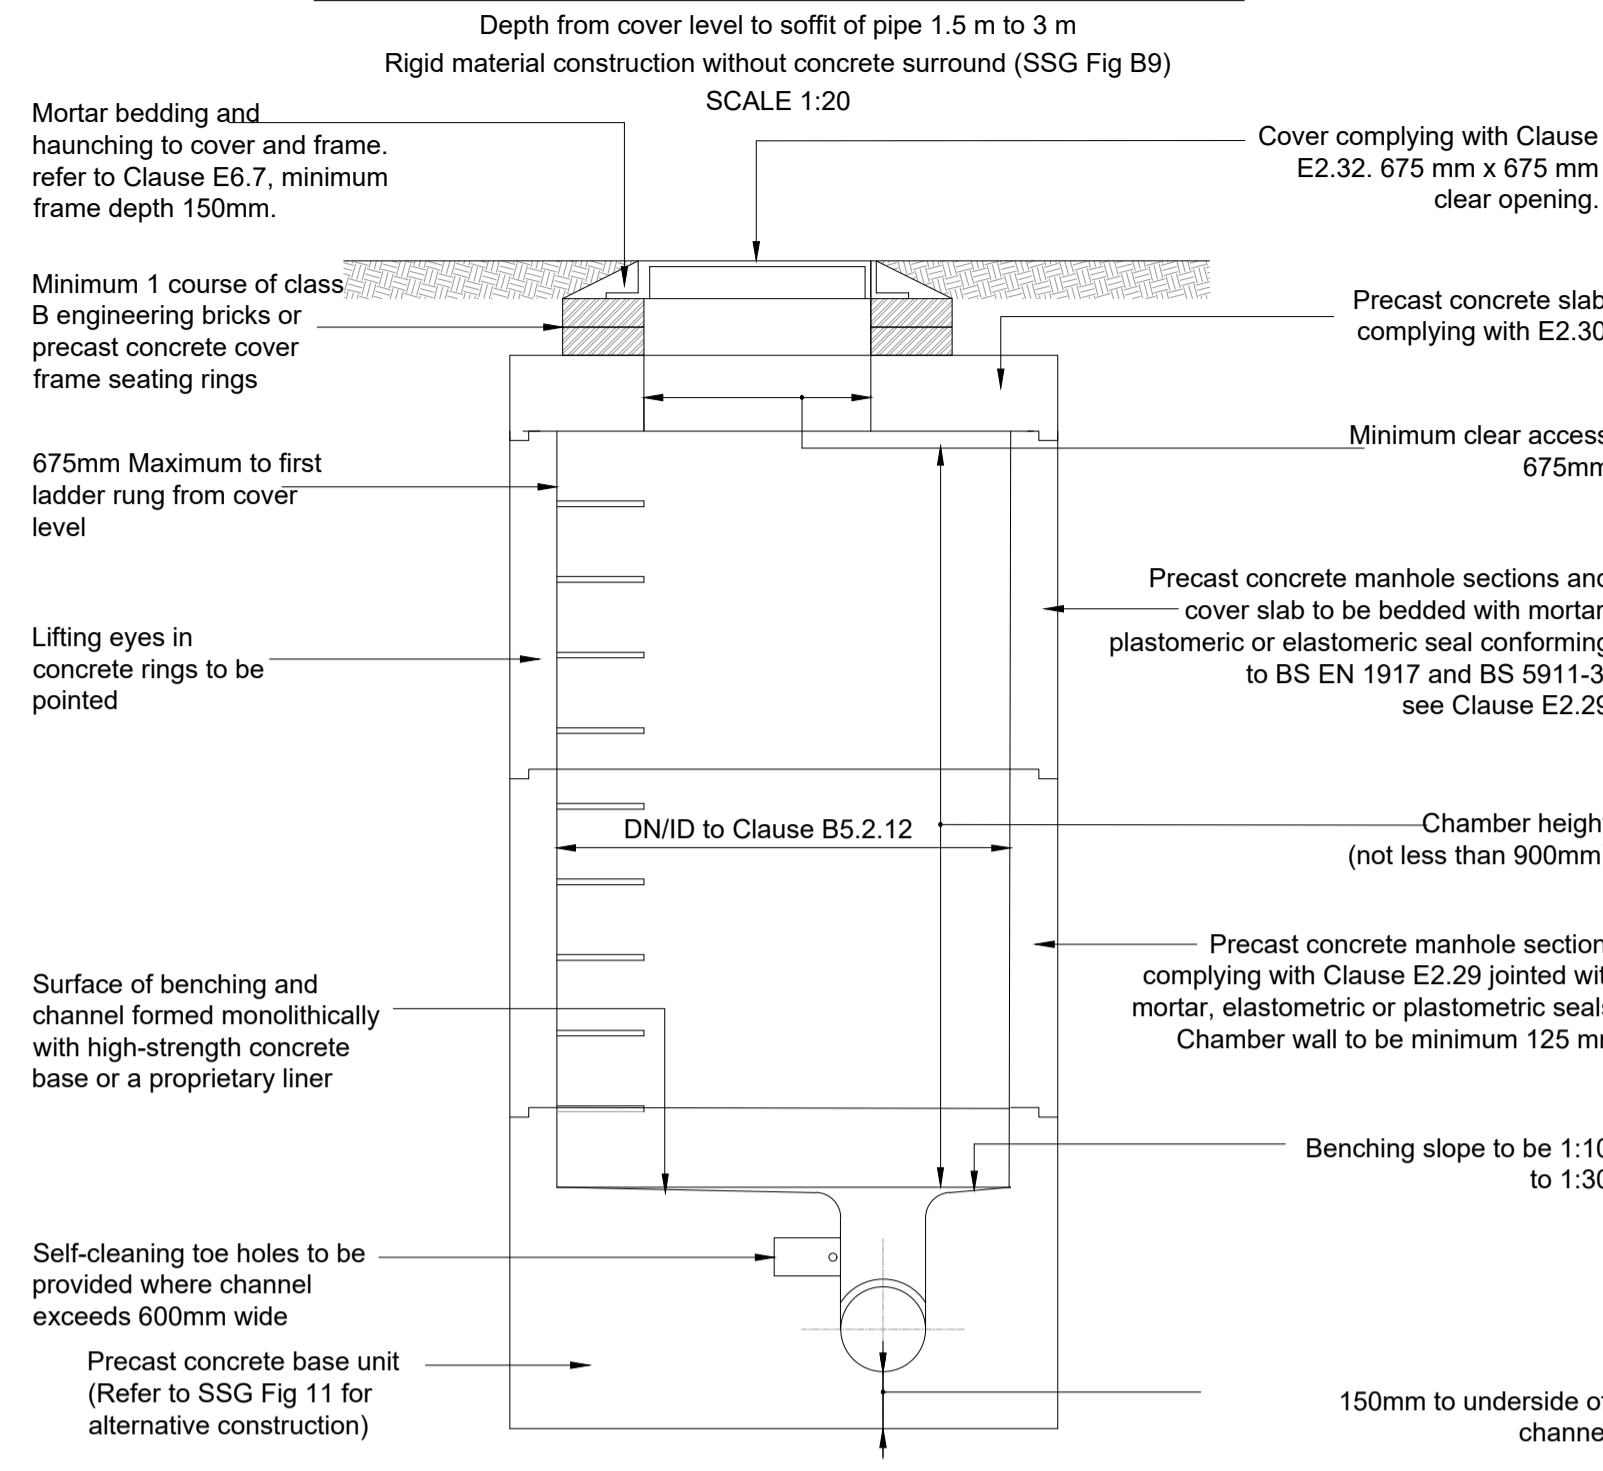 Depth from cover level to soffit of pipe 1.5 m to 3 m
Rigid material construction without concrete surround (SSG Fig B9)
SCALE 1:20
Mortar bedding and
haunching to cover and frame.
refer to Clause E6.7, minimum
frame depth 150mm.
Cover complying with Clause
E2.32. 675 mm x 675 mm
clear opening.
Minimum 1 course of class
B engineering bricks or
precast concrete cover
frame seating rings
Precast concrete slab
complying with E2.30
675mm Maximum to first
ladder rung from cover
level
Minimum clear access
675mm
Lifting eyes in
concrete rings to be
pointed
Precast concrete manhole sections and
cover slab to be bedded with mortar
plastomeric or elastomeric seal conforming
to BS EN 1917 and BS 5911-3
see Clause E2.29
DN/ID to Clause B5.2.12
Chamber height
(not less than 900mm
Surface of benching and
channel formed monolithically
with high-strength concrete
base or a proprietary liner
Precast concrete manhole section
complying with Clause E2.29 jointed wit
mortar, elastometric or plastometric seals
Chamber wall to be minimum 125 m
Benching slope to be 1:10
to 1:30
Self-cleaning toe holes to be
provided where channel
exceeds 600mm wide
Precast concrete base unit
(Refer to SSG Fig 11 for
alternative construction)
150mm to underside of
channe